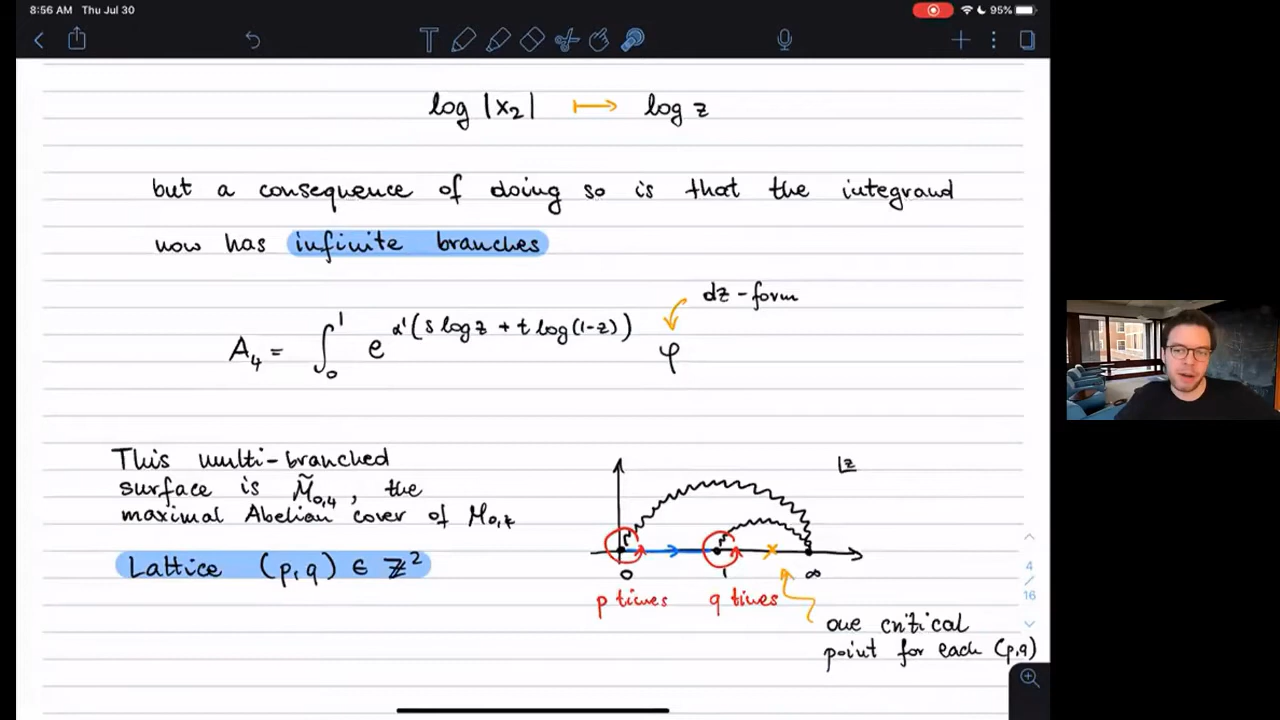 8:56 AM Thu Jul 30
95%
log |x₂| ↦ log z
but a consequence of doing so is that the integrand
now has infinite branches
dz-form
A₄ = ∫₀¹ e^{α'(s log z + t log(1-z))} φ
This multi-branched
surface is M̃₀,₄, the
maximal Abelian cover of M₀,₄
Lattice (p,q) ∈ ℤ²
z
0 1 ∞
p times q times
one critical
point for each (p,q)
4
/
16